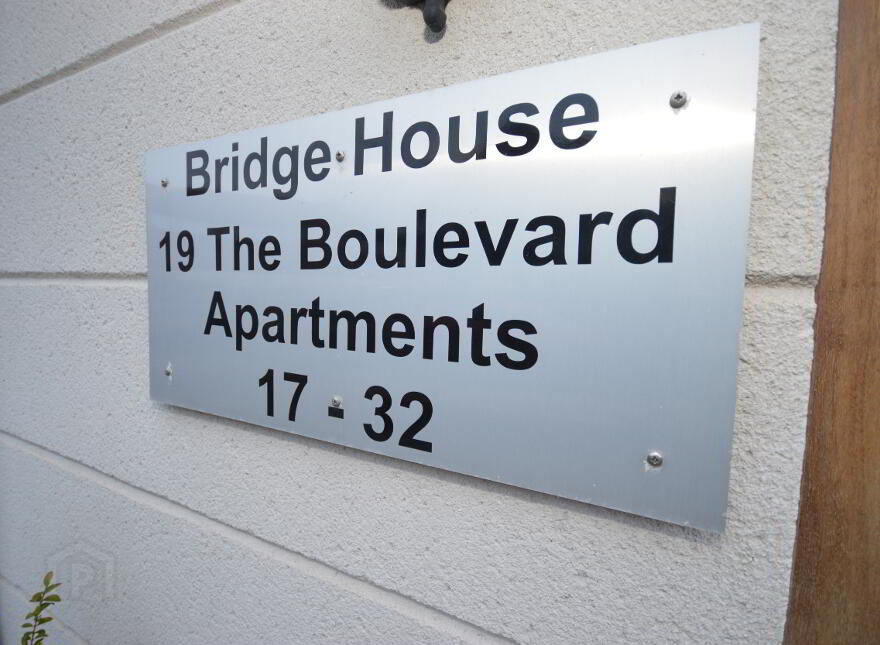 Bridge House
19 The Boulevard
Apartments
17 - 32